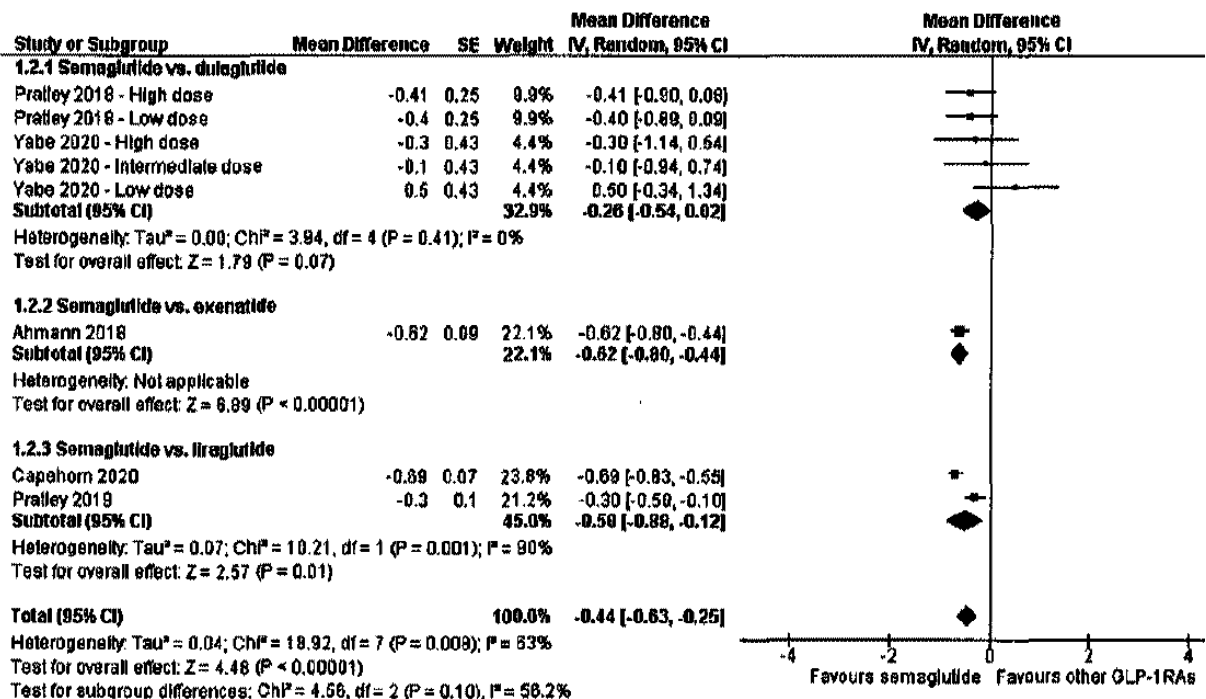 Mean Difference Mean Difference
Study or Subgroup Mean Difference SE Weight IV, Random, 95% CI IV, Random, 95% CI
1.2.1 Semaglutide vs. dulaglutide
Pratley 2018 - High dose -0.41 0.25 9.9% -0.41 [-0.90, 0.08]
Pratley 2018 - Low dose -0.4 0.25 9.9% -0.40 [-0.89, 0.09]
Yabe 2020 - High dose -0.3 0.43 4.4% -0.30 [-1.14, 0.54]
Yabe 2020 - Intermediate dose -0.1 0.43 4.4% -0.10 [-0.94, 0.74]
Yabe 2020 - Low dose 0.5 0.43 4.4% 0.50 [-0.34, 1.34]
Subtotal (95% CI) 32.9% -0.26 [-0.54, 0.02]
Heterogeneity: Tau² = 0.00; Chi² = 3.94, df = 4 (P = 0.41); I² = 0%
Test for overall effect: Z = 1.79 (P = 0.07)
1.2.2 Semaglutide vs. exenatide
Ahmann 2018 -0.62 0.09 22.1% -0.62 [-0.80, -0.44]
Subtotal (95% CI) 22.1% -0.62 [-0.80, -0.44]
Heterogeneity: Not applicable
Test for overall effect: Z = 6.89 (P < 0.00001)
1.2.3 Semaglutide vs. liraglutide
Capehorn 2020 -0.69 0.07 23.8% -0.69 [-0.83, -0.55]
Pratley 2019 -0.3 0.1 21.2% -0.30 [-0.50, -0.10]
Subtotal (95% CI) 45.0% -0.50 [-0.88, -0.12]
Heterogeneity: Tau² = 0.07; Chi² = 10.21, df = 1 (P = 0.001); I² = 90%
Test for overall effect: Z = 2.57 (P = 0.01)
Total (95% CI) 100.0% -0.44 [-0.63, -0.25]
Heterogeneity: Tau² = 0.04; Chi² = 18.92, df = 7 (P = 0.008); I² = 63%
Test for overall effect: Z = 4.48 (P < 0.00001)
Test for subgroup differences: Chi² = 4.56, df = 2 (P = 0.10), I² = 56.2%
-4 -2 0 2 4
Favours semaglutide Favours other GLP-1RAs